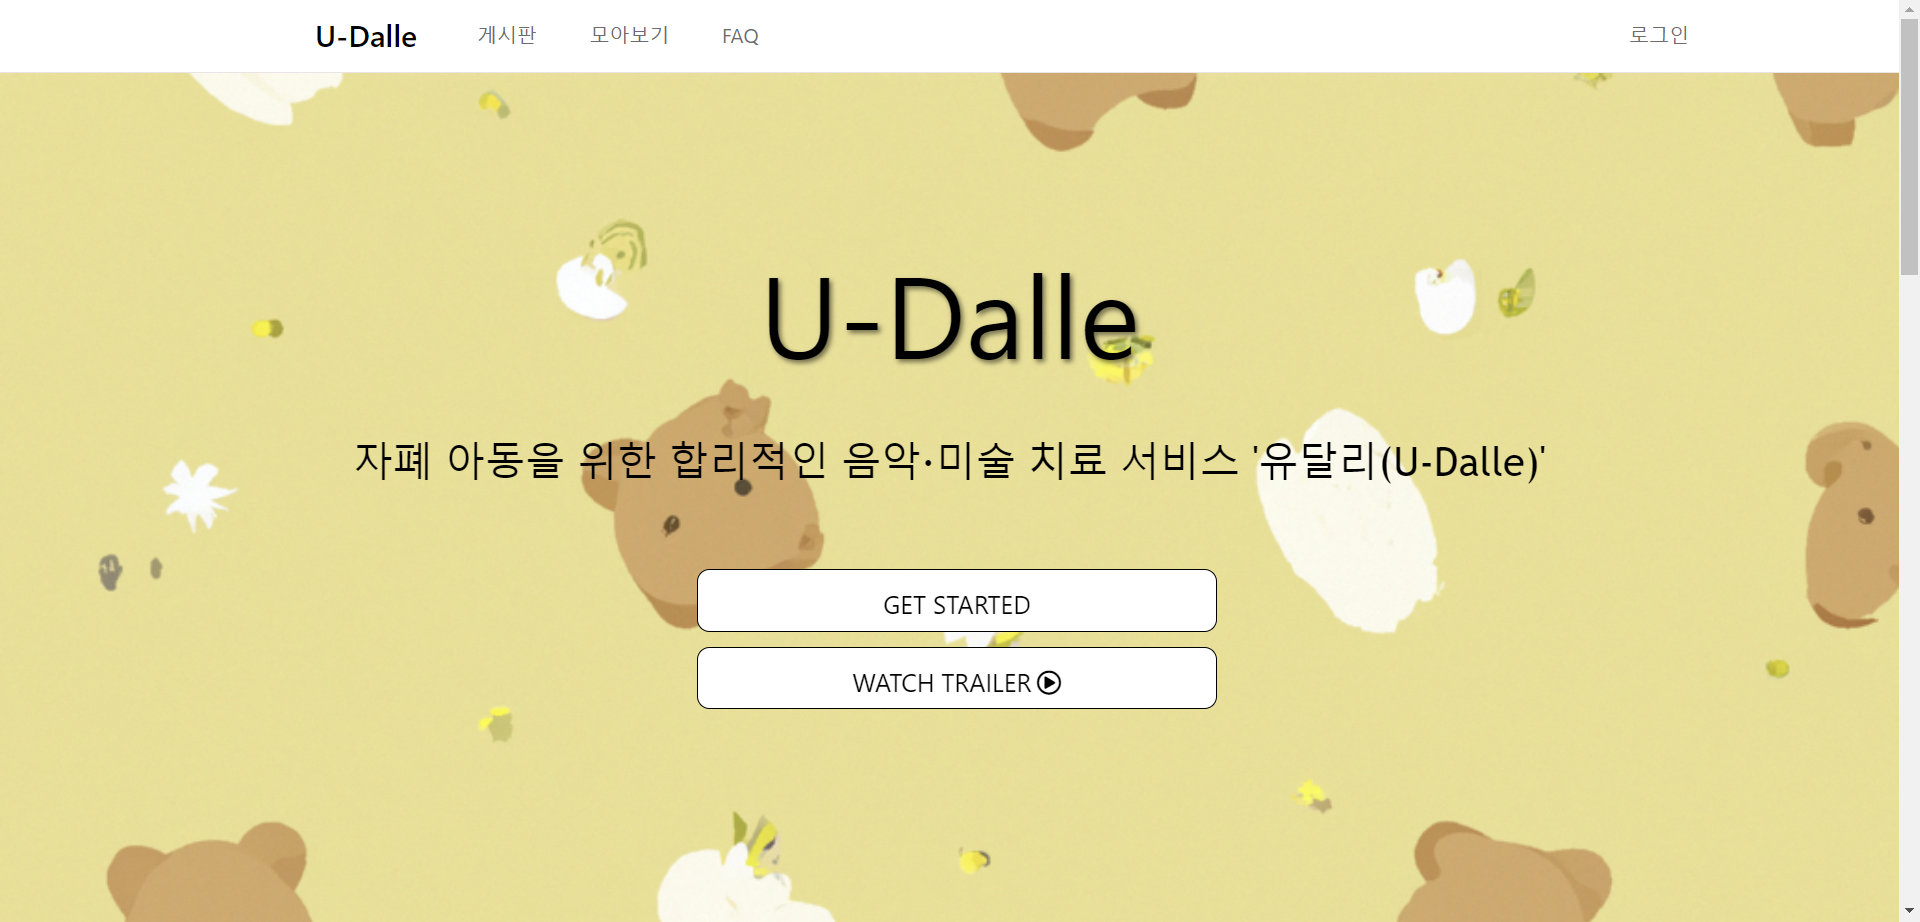 U-Dalle 게시판 모아보기 FAQ 로그인
U-Dalle
자폐 아동을 위한 합리적인 음악·미술 치료 서비스 '유달리(U-Dalle)'
GET STARTED
WATCH TRAILER